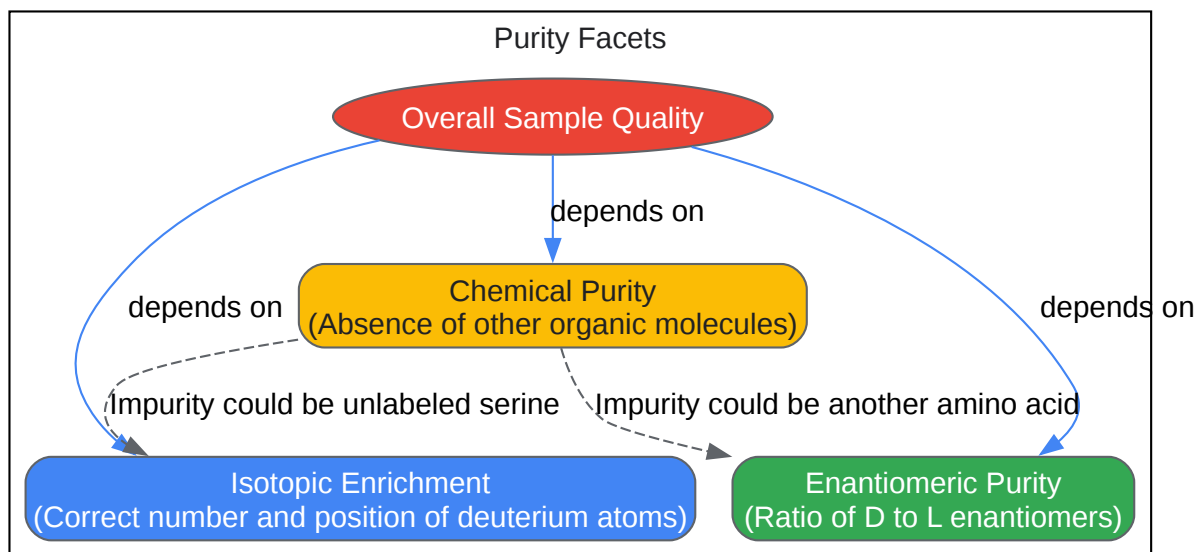 Purity Facets
Overall Sample Quality
depends on
Chemical Purity
(Absence of other organic molecules)
depends on
depends on
Impurity could be unlabeled serine
Impurity could be another amino acid
Isotopic Enrichment
(Correct number and position of deuterium atoms)
Enantiomeric Purity
(Ratio of D to L enantiomers)